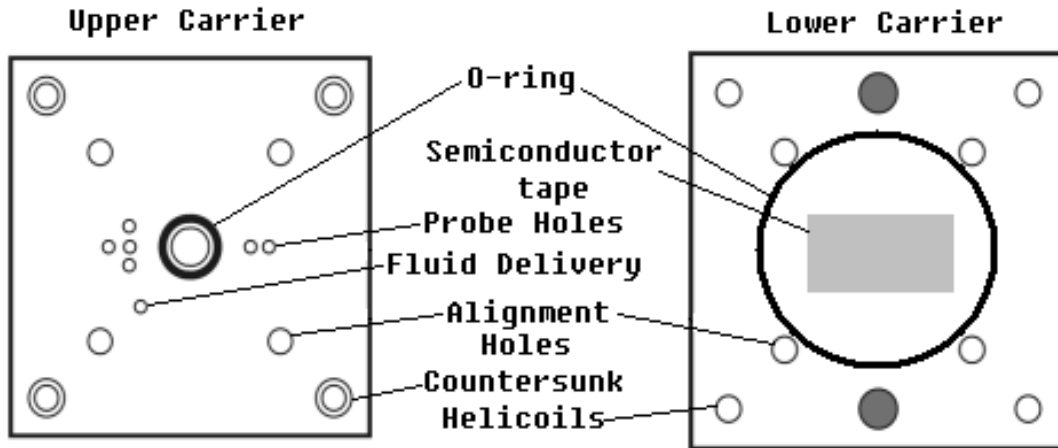 Upper Carrier
Lower Carrier
O-ring
Semiconductor
tape
Probe Holes
Fluid Delivery
Alignment
Holes
Countersunk
Helicoils